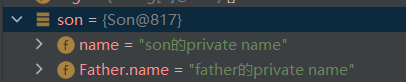 son = {Son@817}
f name = "son的private name"
f Father.name = "father的private name"